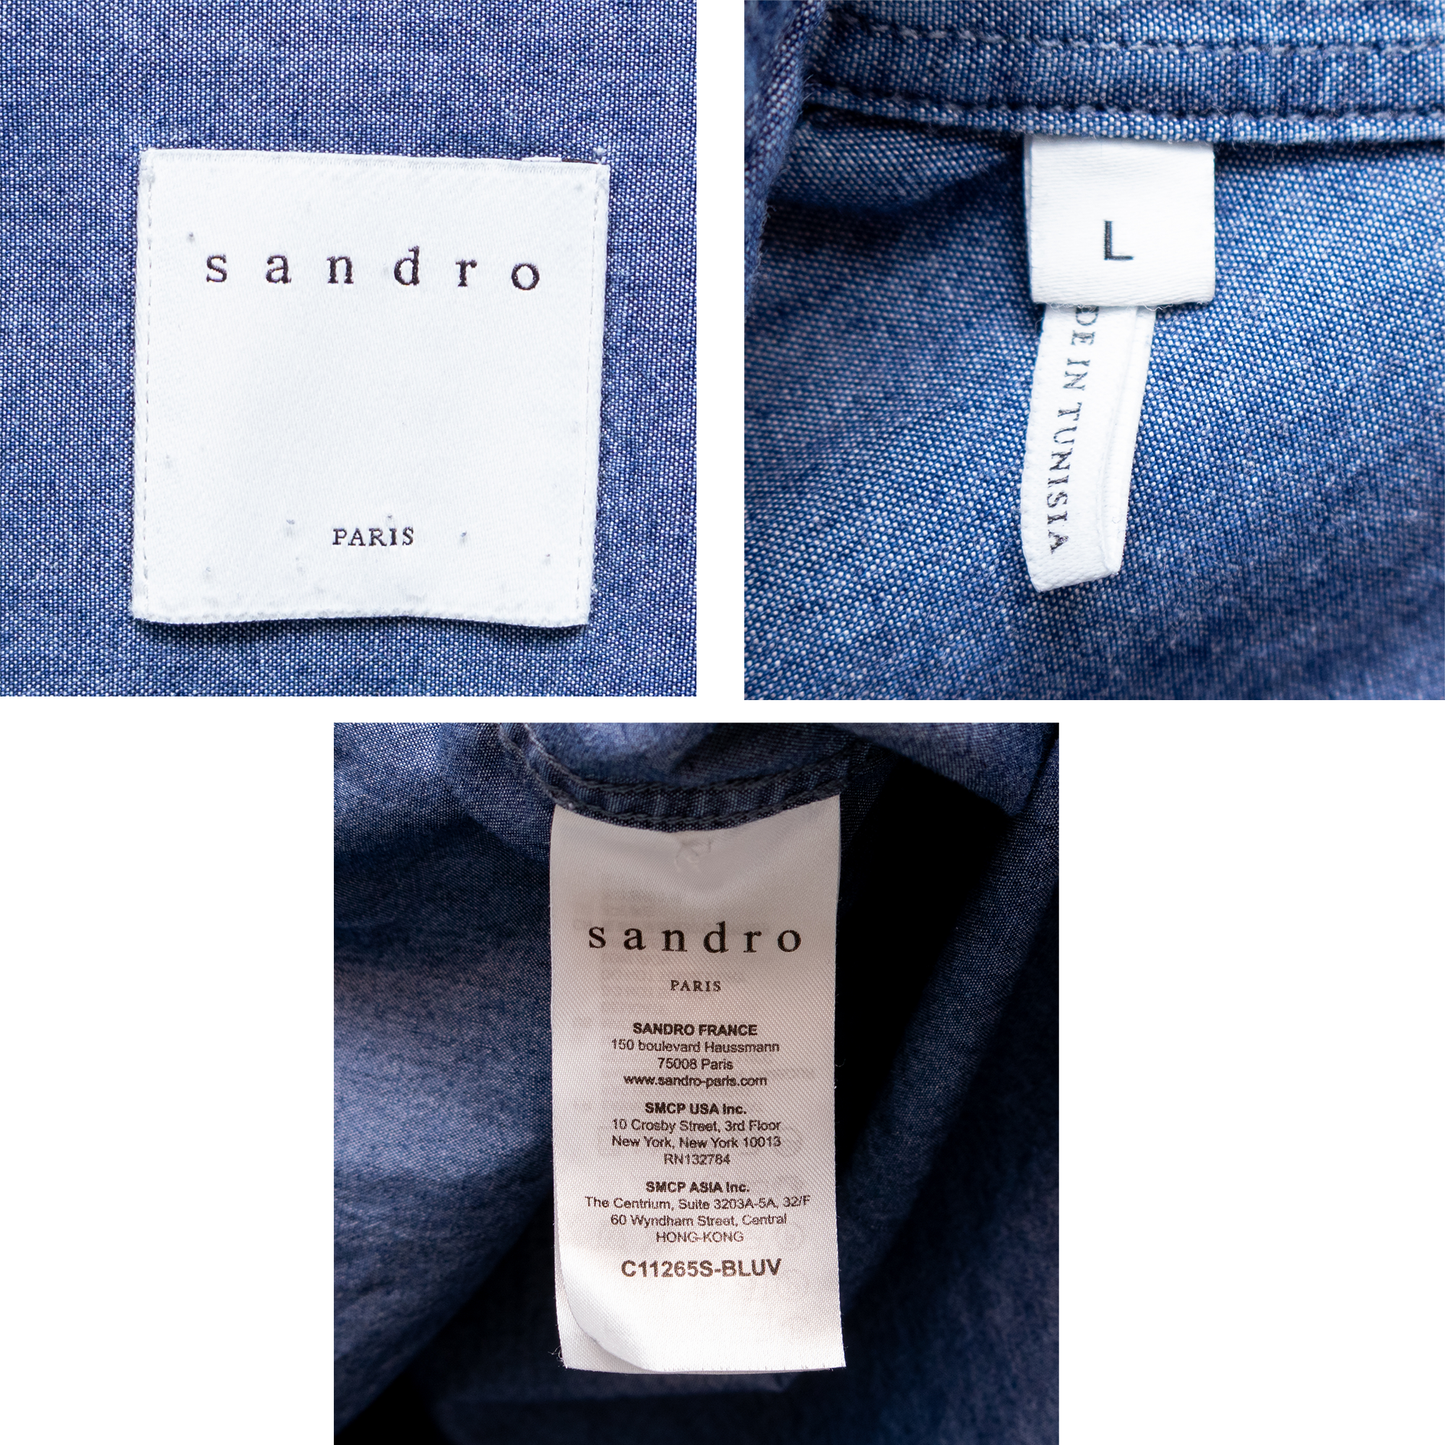 sandro
PARIS
L
DE IN TUNISIA
sandro
PARIS
SANDRO FRANCE
150 boulevard Haussmann
75008 Paris
www.sandro-paris.com
SMCP USA Inc.
10 Crosby Street, 3rd Floor
New York, New York 10013
RN132784
SMCP ASIA Inc.
The Centrium, Suite 3203A-5A, 32/F
60 Wyndham Street, Central
HONG-KONG
C11265S-BLUV